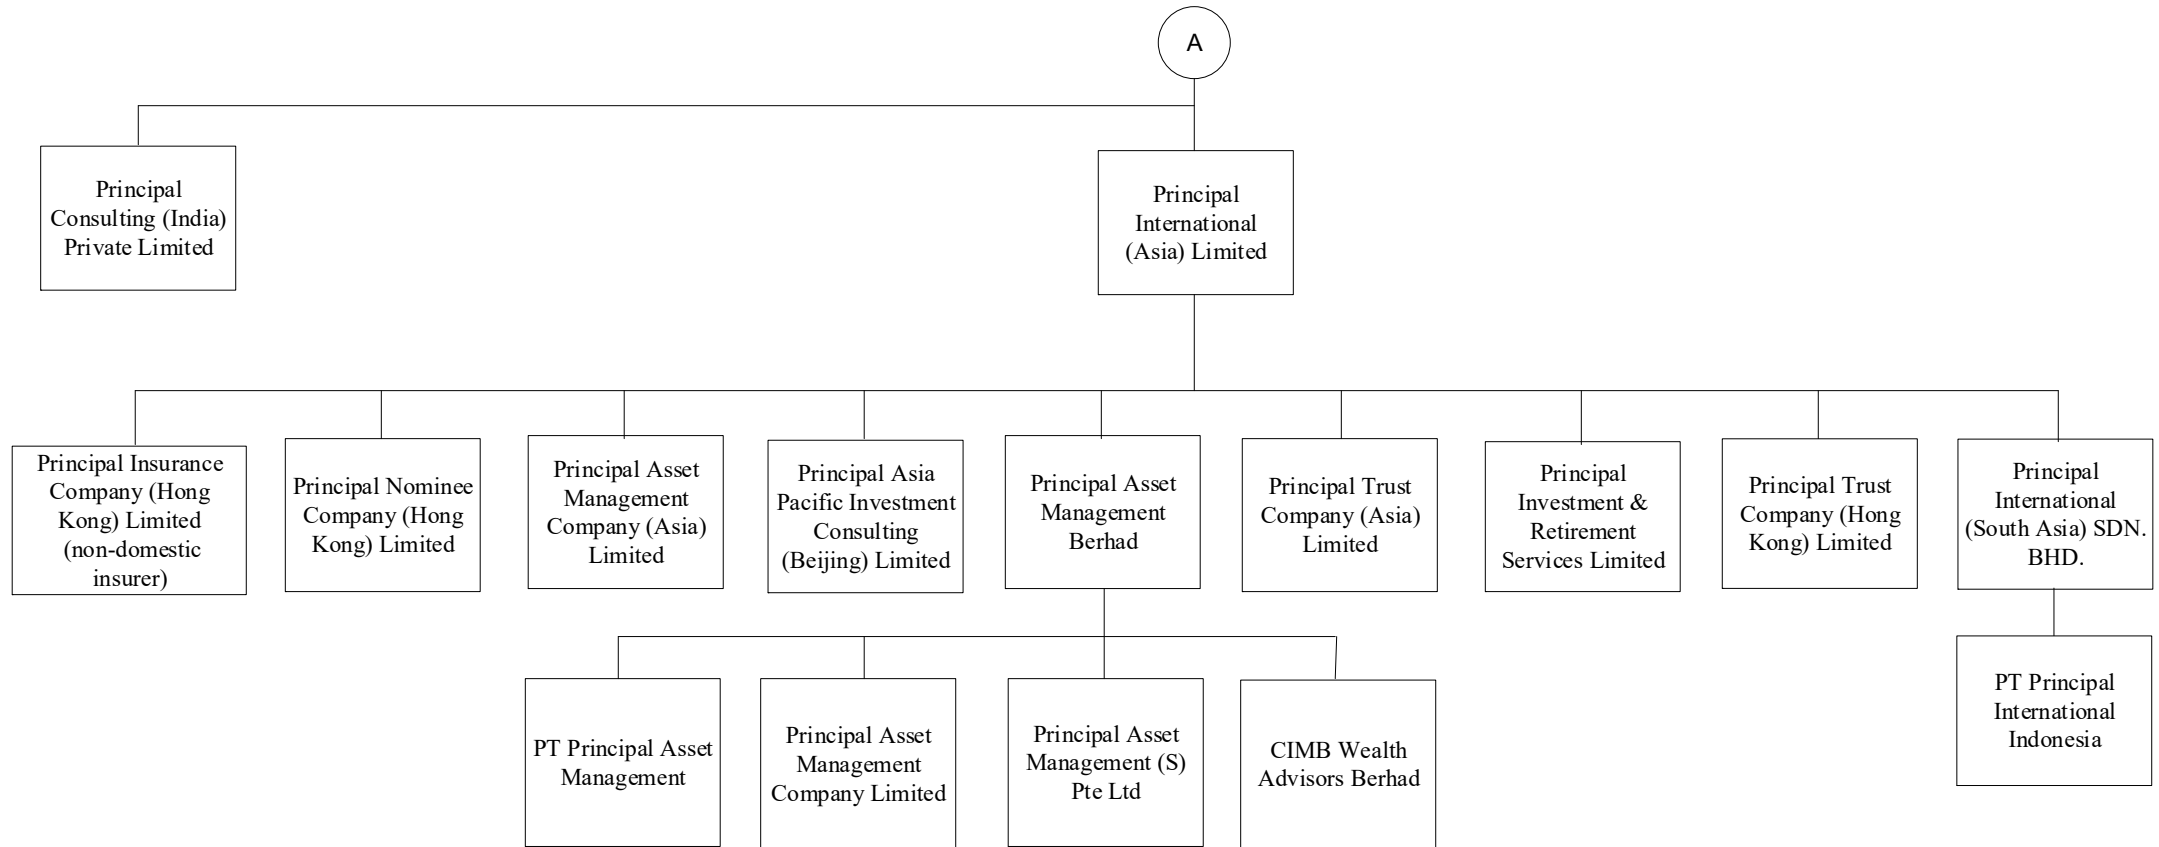 A
Principal
Consulting (India)
Private Limited
Principal
International
(Asia) Limited
Principal Insurance
Company (Hong
Kong) Limited
(non-domestic
insurer)
Principal Nominee
Company (Hong
Kong) Limited
Principal Asset
Management
Company (Asia)
Limited
Principal Asia
Pacific Investment
Consulting
(Beijing) Limited
Principal Asset
Management
Berhad
Principal Trust
Company (Asia)
Limited
Principal
Investment &
Retirement
Services Limited
Principal Trust
Company (Hong
Kong) Limited
Principal
International
(South Asia) SDN.
BHD.
PT Principal Asset
Management
Principal Asset
Management
Company Limited
Principal Asset
Management (S)
Pte Ltd
CIMB Wealth
Advisors Berhad
PT Principal
International
Indonesia